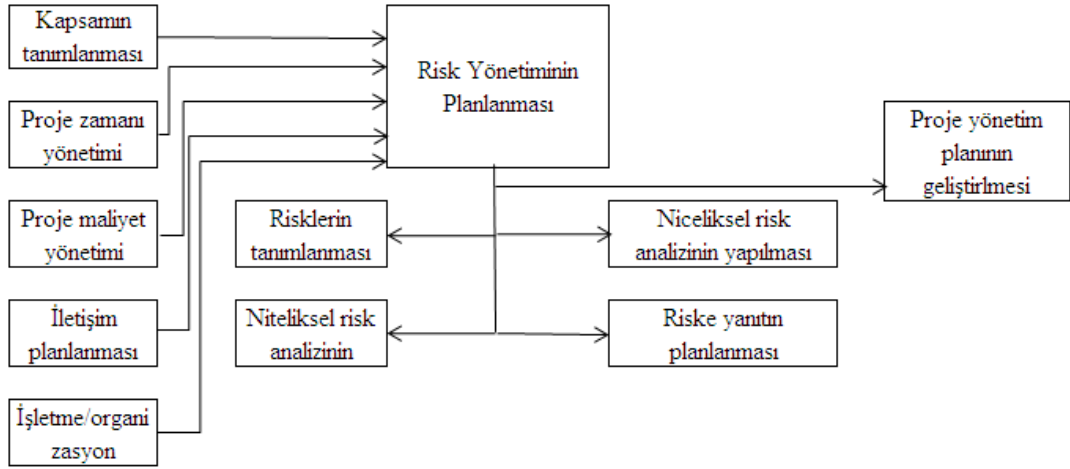 Kapsamın
tanımlanması
Risk Yönetiminin
Planlanması
Proje zamanı
yönetimi
Proje yönetim
planının
geliştirilmesi
Proje maliyet
yönetimi
Risklerin
tanımlanması
Niceliksel risk
analizinin yapılması
İletişim
planlanması
Niteliksel risk
analizinin
Riske yanıtın
planlanması
İşletme/organi
zasyon